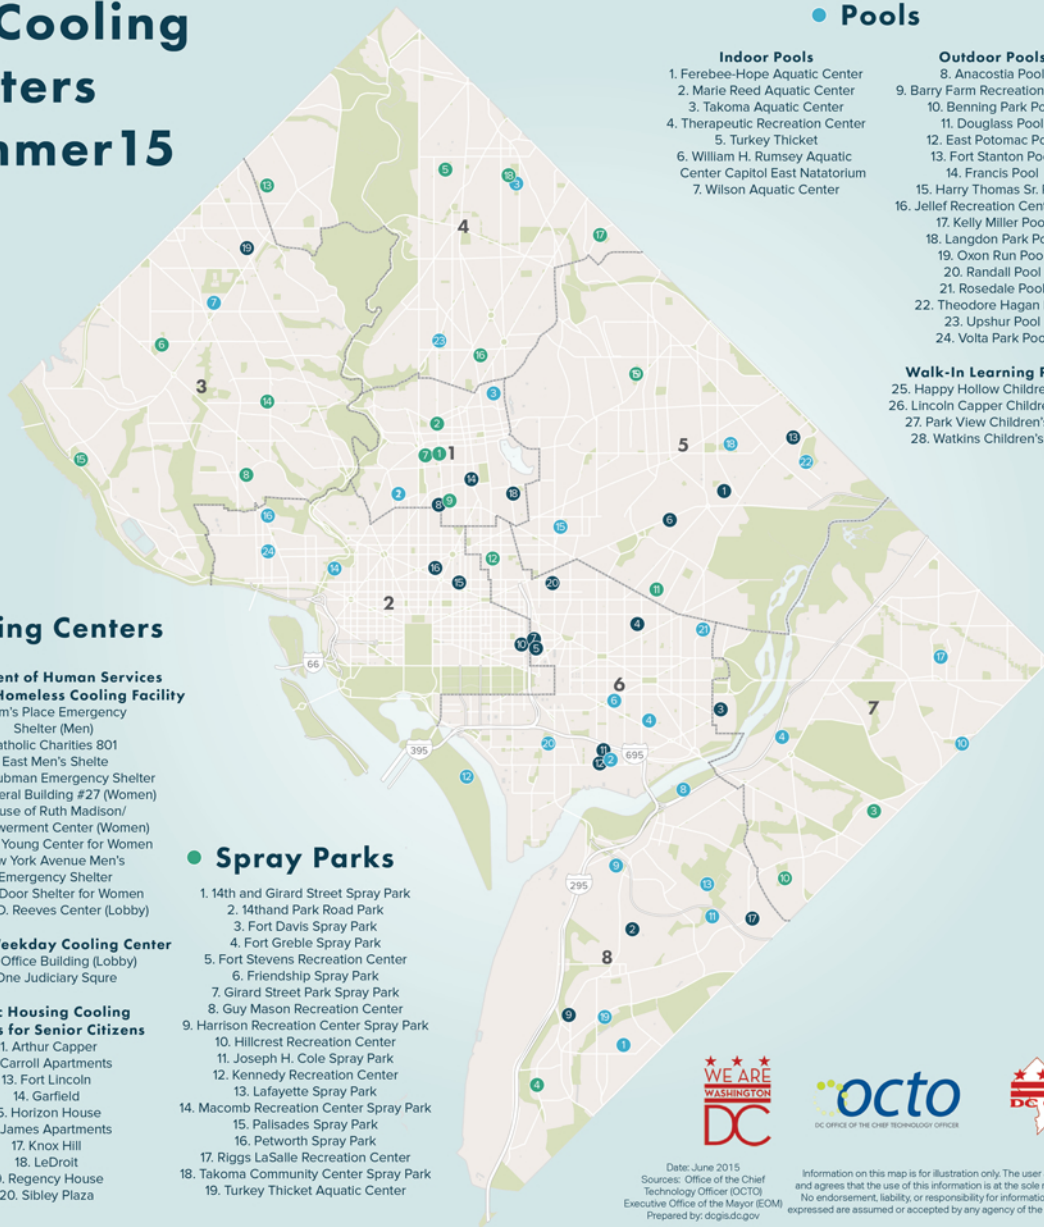 Cooling
ters
mmer15
Pools
Indoor Pools
1. Ferebee-Hope Aquatic Center
2. Marie Reed Aquatic Center
3. Takoma Aquatic Center
4. Therapeutic Recreation Center
5. Turkey Thicket
6. William H. Rumsey Aquatic
Center Capitol East Natatorium
7. Wilson Aquatic Center
Outdoor Pools
8. Anacostia Pool
9. Barry Farm Recreation
10. Benning Park Po
11. Douglass Pool
12. East Potomac Po
13. Fort Stanton Poo
14. Francis Pool
15. Harry Thomas Sr.
16. Jellef Recreation Cen
17. Kelly Miller Poo
18. Langdon Park Po
19. Oxon Run Poo
20. Randall Pool
21. Rosedale Pool
22. Theodore Hagan
23. Upshur Pool
24. Volta Park Poo
Walk-In Learning P
25. Happy Hollow Childre
26. Lincoln Capper Childre
27. Park View Children's
28. Watkins Children's
1
2
3
4
5
6
7
8
66
395
695
295
ing Centers
ent of Human Services
Homeless Cooling Facility
m's Place Emergency
Shelter (Men)
atholic Charities 801
East Men's Shelte
ubman Emergency Shelter
eral Building #27 (Women)
use of Ruth Madison/
werment Center (Women)
Young Center for Women
w York Avenue Men's
Emergency Shelter
Door Shelter for Women
D. Reeves Center (Lobby)
eekday Cooling Center
Office Building (Lobby)
One Judiciary Squre
c Housing Cooling
s for Senior Citizens
1. Arthur Capper
Carroll Apartments
13. Fort Lincoln
14. Garfield
5. Horizon House
James Apartments
17. Knox Hill
18. LeDroit
9. Regency House
20. Sibley Plaza
Spray Parks
1. 14th and Girard Street Spray Park
2. 14thand Park Road Park
3. Fort Davis Spray Park
4. Fort Greble Spray Park
5. Fort Stevens Recreation Center
6. Friendship Spray Park
7. Girard Street Park Spray Park
8. Guy Mason Recreation Center
9. Harrison Recreation Center Spray Park
10. Hillcrest Recreation Center
11. Joseph H. Cole Spray Park
12. Kennedy Recreation Center
13. Lafayette Spray Park
14. Macomb Recreation Center Spray Park
15. Palisades Spray Park
16. Petworth Spray Park
17. Riggs LaSalle Recreation Center
18. Takoma Community Center Spray Park
19. Turkey Thicket Aquatic Center
WE ARE
WASHINGTON
DC
octo
DC OFFICE OF THE CHIEF TECHNOLOGY OFFICER
DC
Date: June 2015
Sources: Office of the Chief
Technology Officer (OCTO)
Executive Office of the Mayor (EOM)
Prepared by: dcgis.dc.gov
Information on this map is for illustration only. The user
and agrees that the use of this information is at the sole
No endorsement, liability, or responsibility for informatio
expressed are assumed or accepted by any agency of the